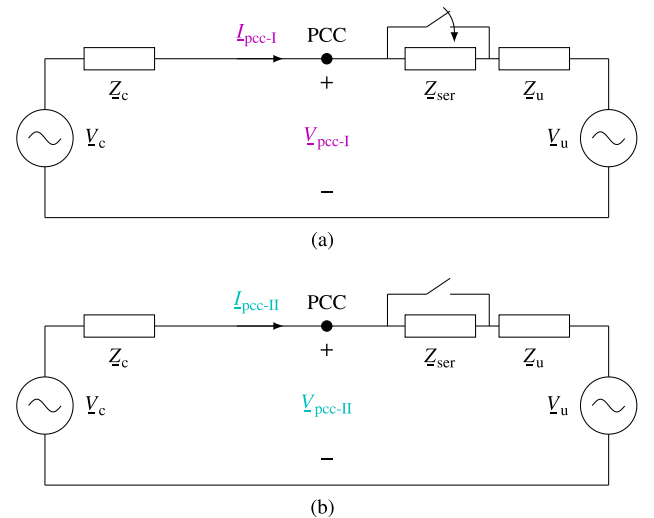 I_pcc-I PCC
Z_c Z_ser Z_u
+
V_c V_pcc-I V_u
−
(a)
I_pcc-II PCC
Z_c Z_ser Z_u
+
V_c V_pcc-II V_u
−
(b)